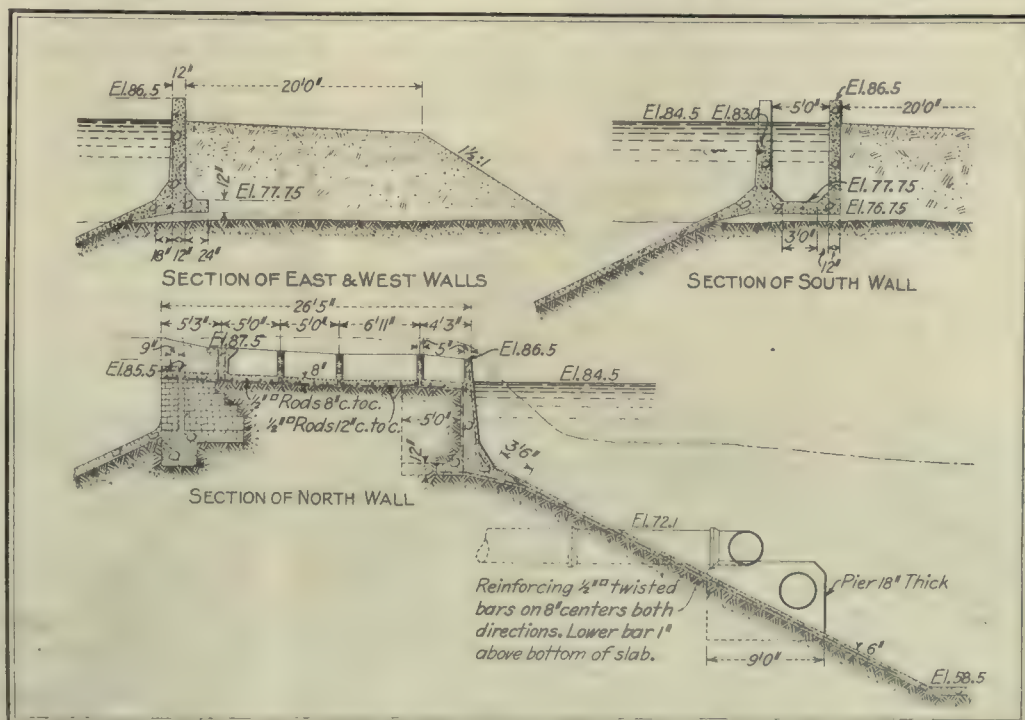 12"
El.86.5
20'0"
1½:1
12"
El.77.75
18" 12" 24"
SECTION OF EAST & WEST WALLS
El.86.5
5'0"
20'0"
El.84.5 El.83.0
El.77.75
El.76.75
3'0"
12"
SECTION OF SOUTH WALL
26'5"
5'3" 5'0" 5'0" 6'11" 4'3"
El.87.5
5"
El.86.5
9"
El.85.5
8"
El.84.5
½"□ Rods 8"c.toc.
½"□ Rods 12"c.toc.
5'0"
12"
3'6"
SECTION OF NORTH WALL
El.72.1
Reinforcing ½"□ twisted
bars on 8"centers both
directions. Lower bar 1"
above bottom of slab.
Pier 18" Thick
9'0"
6"
El.58.5